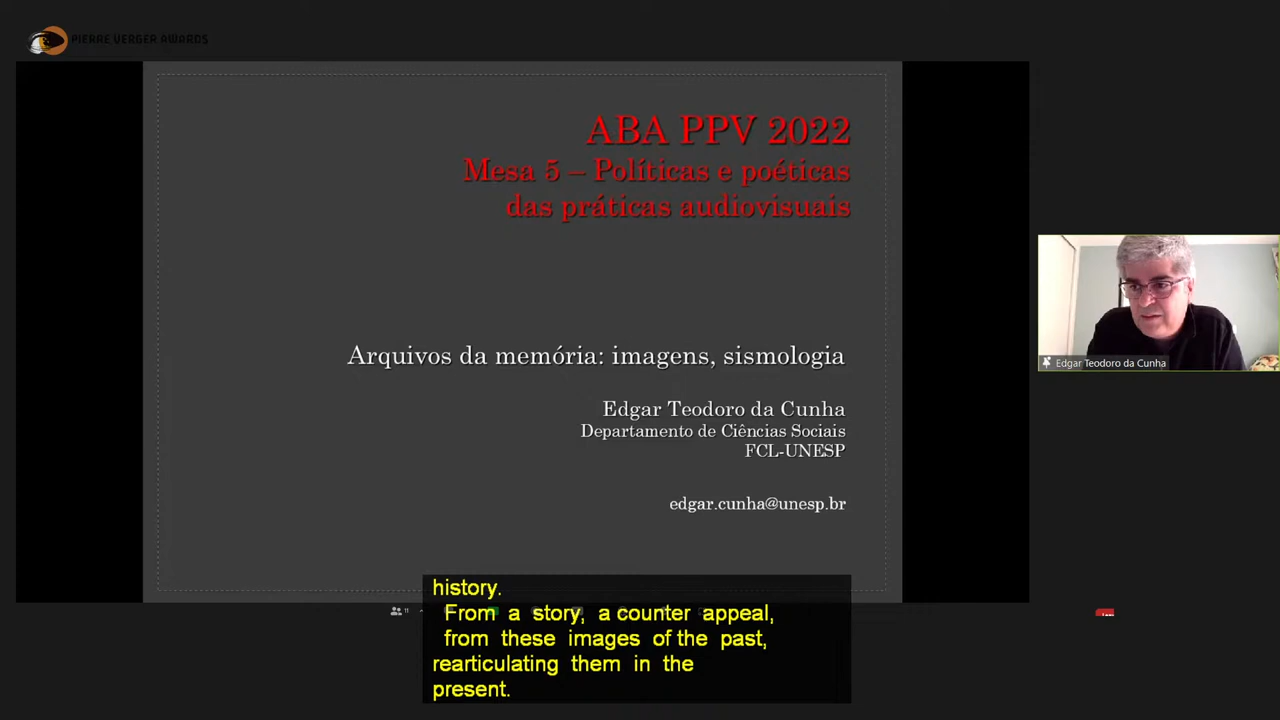 PIERRE VERGER AWARDS
ABA PPV 2022
Mesa 5 – Políticas e poéticas
das práticas audiovisuais
Arquivos da memória: imagens, sismologia
Edgar Teodoro da Cunha
Departamento de Ciências Sociais
FCL-UNESP
edgar.cunha@unesp.br
Edgar Teodoro da Cunha
history.
From a story, a counter appeal,
from these images of the past,
rearticulating them in the
present.